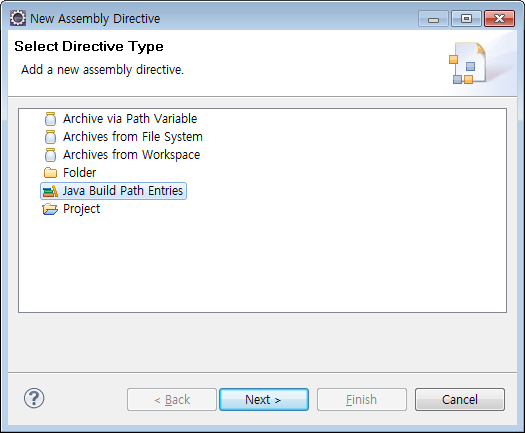 New Assembly Directive
Select Directive Type
Add a new assembly directive.
Archive via Path Variable
Archives from File System
Archives from Workspace
Folder
Java Build Path Entries
Project
?
< Back
Next >
Finish
Cancel